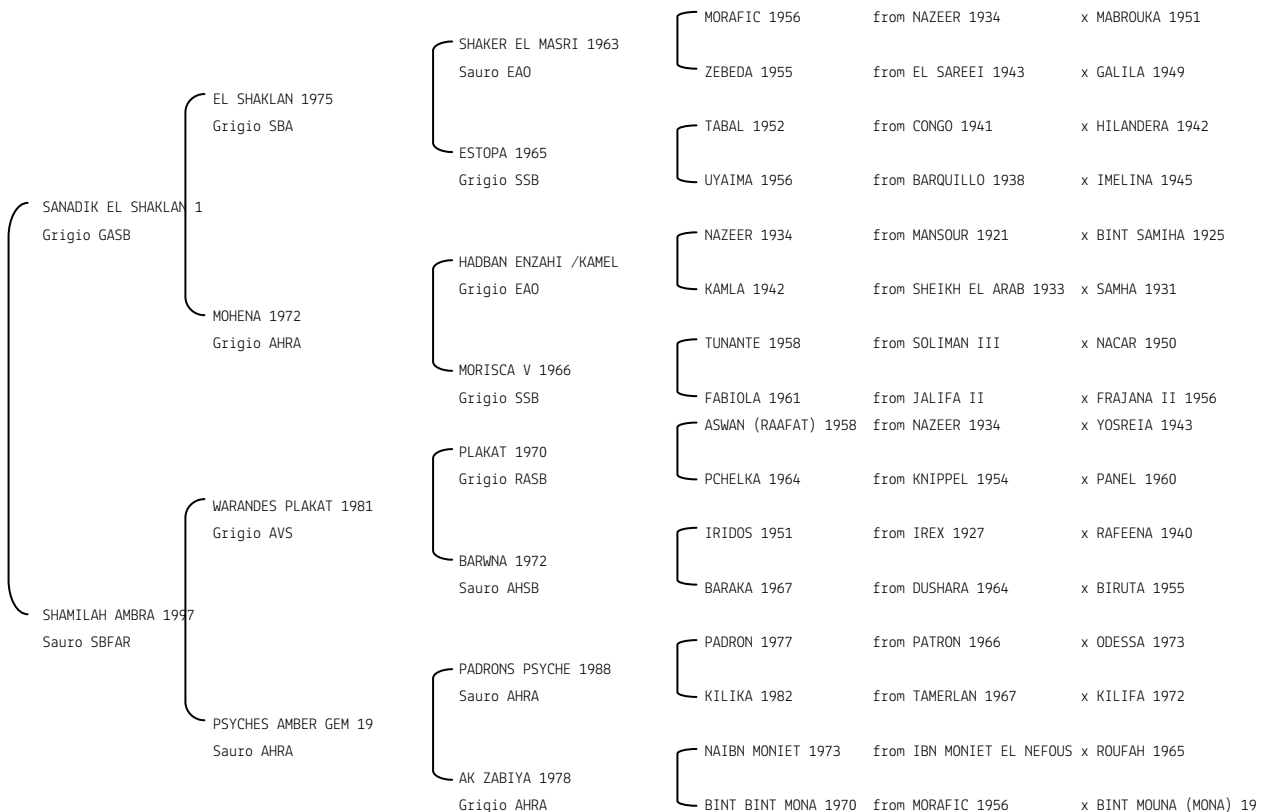 MORAFIC 1956 from NAZEER 1934 x MABROUKA 1951
SHAKER EL MASRI 1963
Sauro EAO
ZEBEDA 1955 from EL SAREEI 1943 x GALILA 1949
EL SHAKLAN 1975
Grigio SBA
TABAL 1952 from CONGO 1941 x HILANDERA 1942
ESTOPA 1965
Grigio SSB
UYAIMA 1956 from BARQUILLO 1938 x IMELINA 1945
SANADIK EL SHAKLAN 1
Grigio GASB
NAZEER 1934 from MANSOUR 1921 x BINT SAMIHA 1925
HADBAN ENZAHI /KAMEL
Grigio EAO
KAMLA 1942 from SHEIKH EL ARAB 1933 x SAMHA 1931
MOHENA 1972
Grigio AHRA
TUNANTE 1958 from SOLIMAN III x NACAR 1950
MORISCA V 1966
Grigio SSB
FABIOLA 1961 from JALIFA II x FRAJANA II 1956
ASWAN (RAAFAT) 1958 from NAZEER 1934 x YOSREIA 1943
PLAKAT 1970
Grigio RASB
PCHELKA 1964 from KNIPPEL 1954 x PANEL 1960
WARANDES PLAKAT 1981
Grigio AVS
IRIDOS 1951 from IREX 1927 x RAFEENA 1940
BARWNA 1972
Sauro AHSB
BARAKA 1967 from DUSHARA 1964 x BIRUTA 1955
SHAMILAH AMBRA 1997
Sauro SBFAR
PADRON 1977 from PATRON 1966 x ODESSA 1973
PADRONS PSYCHE 1988
Sauro AHRA
KILIKA 1982 from TAMERLAN 1967 x KILIFA 1972
PSYCHES AMBER GEM 19
Sauro AHRA
NAIBN MONIET 1973 from IBN MONIET EL NEFOUS x ROUFAH 1965
AK ZABIYA 1978
Grigio AHRA
BINT BINT MONA 1970 from MORAFIC 1956 x BINT MOUNA (MONA) 19